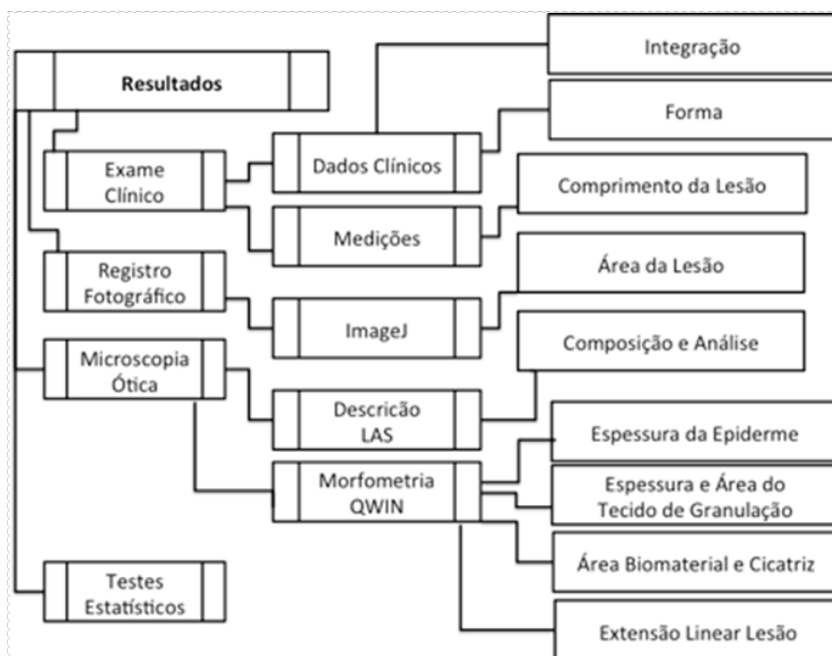 Resultados
Integração
Forma
Exame
Clínico
Dados Clínicos
Comprimento da Lesão
Medições
Área da Lesão
Registro
Fotográfico
ImageJ
Composição e Análise
Microscopia
Ótica
Descricão
LAS
Espessura da Epiderme
Morfometria
QWIN
Espessura e Área do
Tecido de Granulação
Área Biomaterial e Cicatriz
Testes
Estatísticos
Extensão Linear Lesão